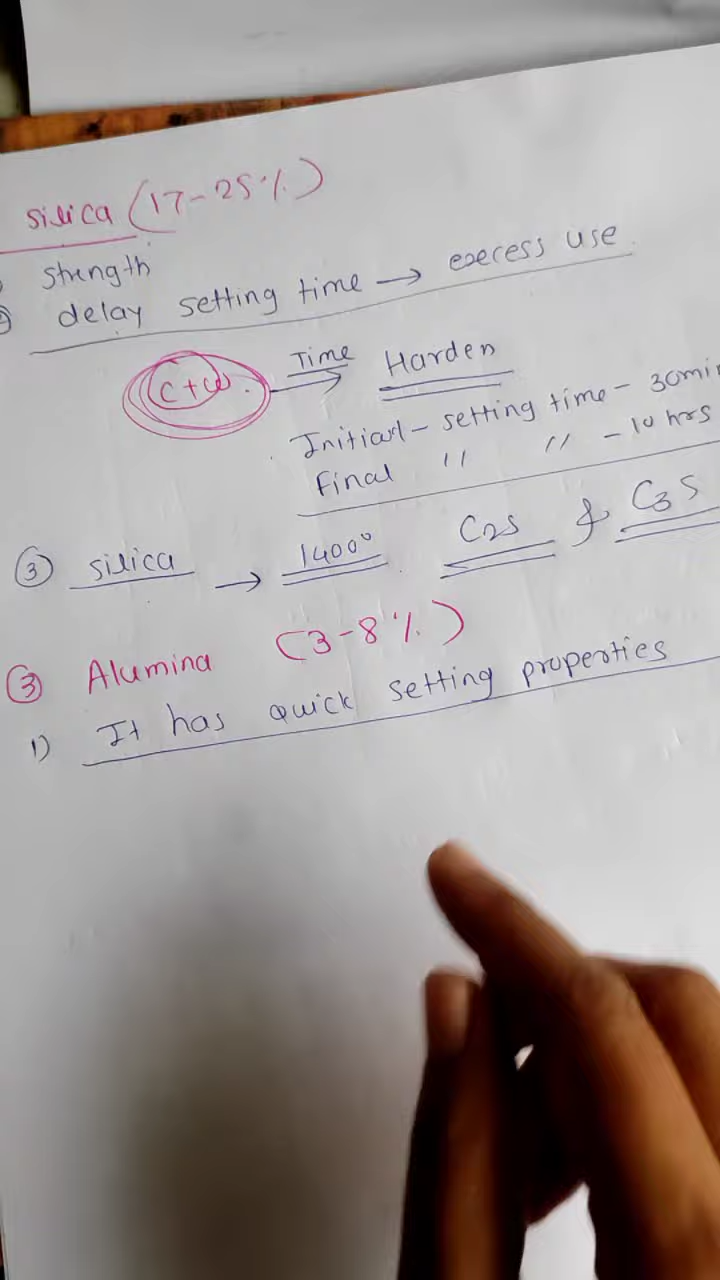 silica (17-25%)
strength
delay setting time → execess use
C+W Time → Harden
Initial - setting time - 30min
Final " " - 10 hrs
③ silica → 1400° C2S & C3S
③ Alumina (3-8%)
1) It has quick setting properties